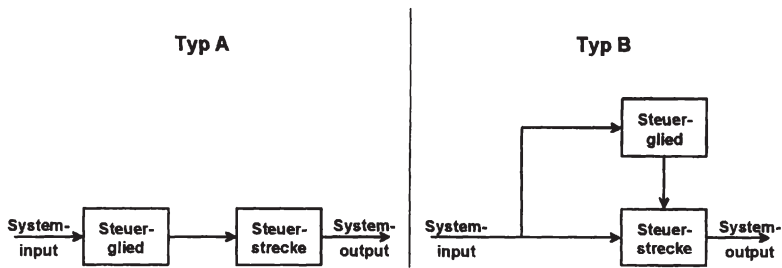 Typ A
System-
input
Steuer-
glied
Steuer-
strecke
System-
output
Typ B
Steuer-
glied
System-
input
Steuer-
strecke
System-
output